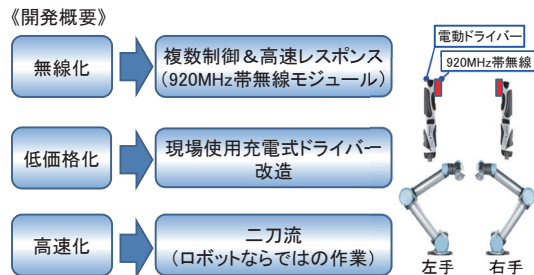 《開発概要》
無線化
複数制御&高速レスポンス
(920MHz帯無線モジュール)
低価格化
現場使用充電式ドライバー
改造
高速化
二刀流
(ロボットならではの作業)
電動ドライバー
920MHz帯無線
左手
右手